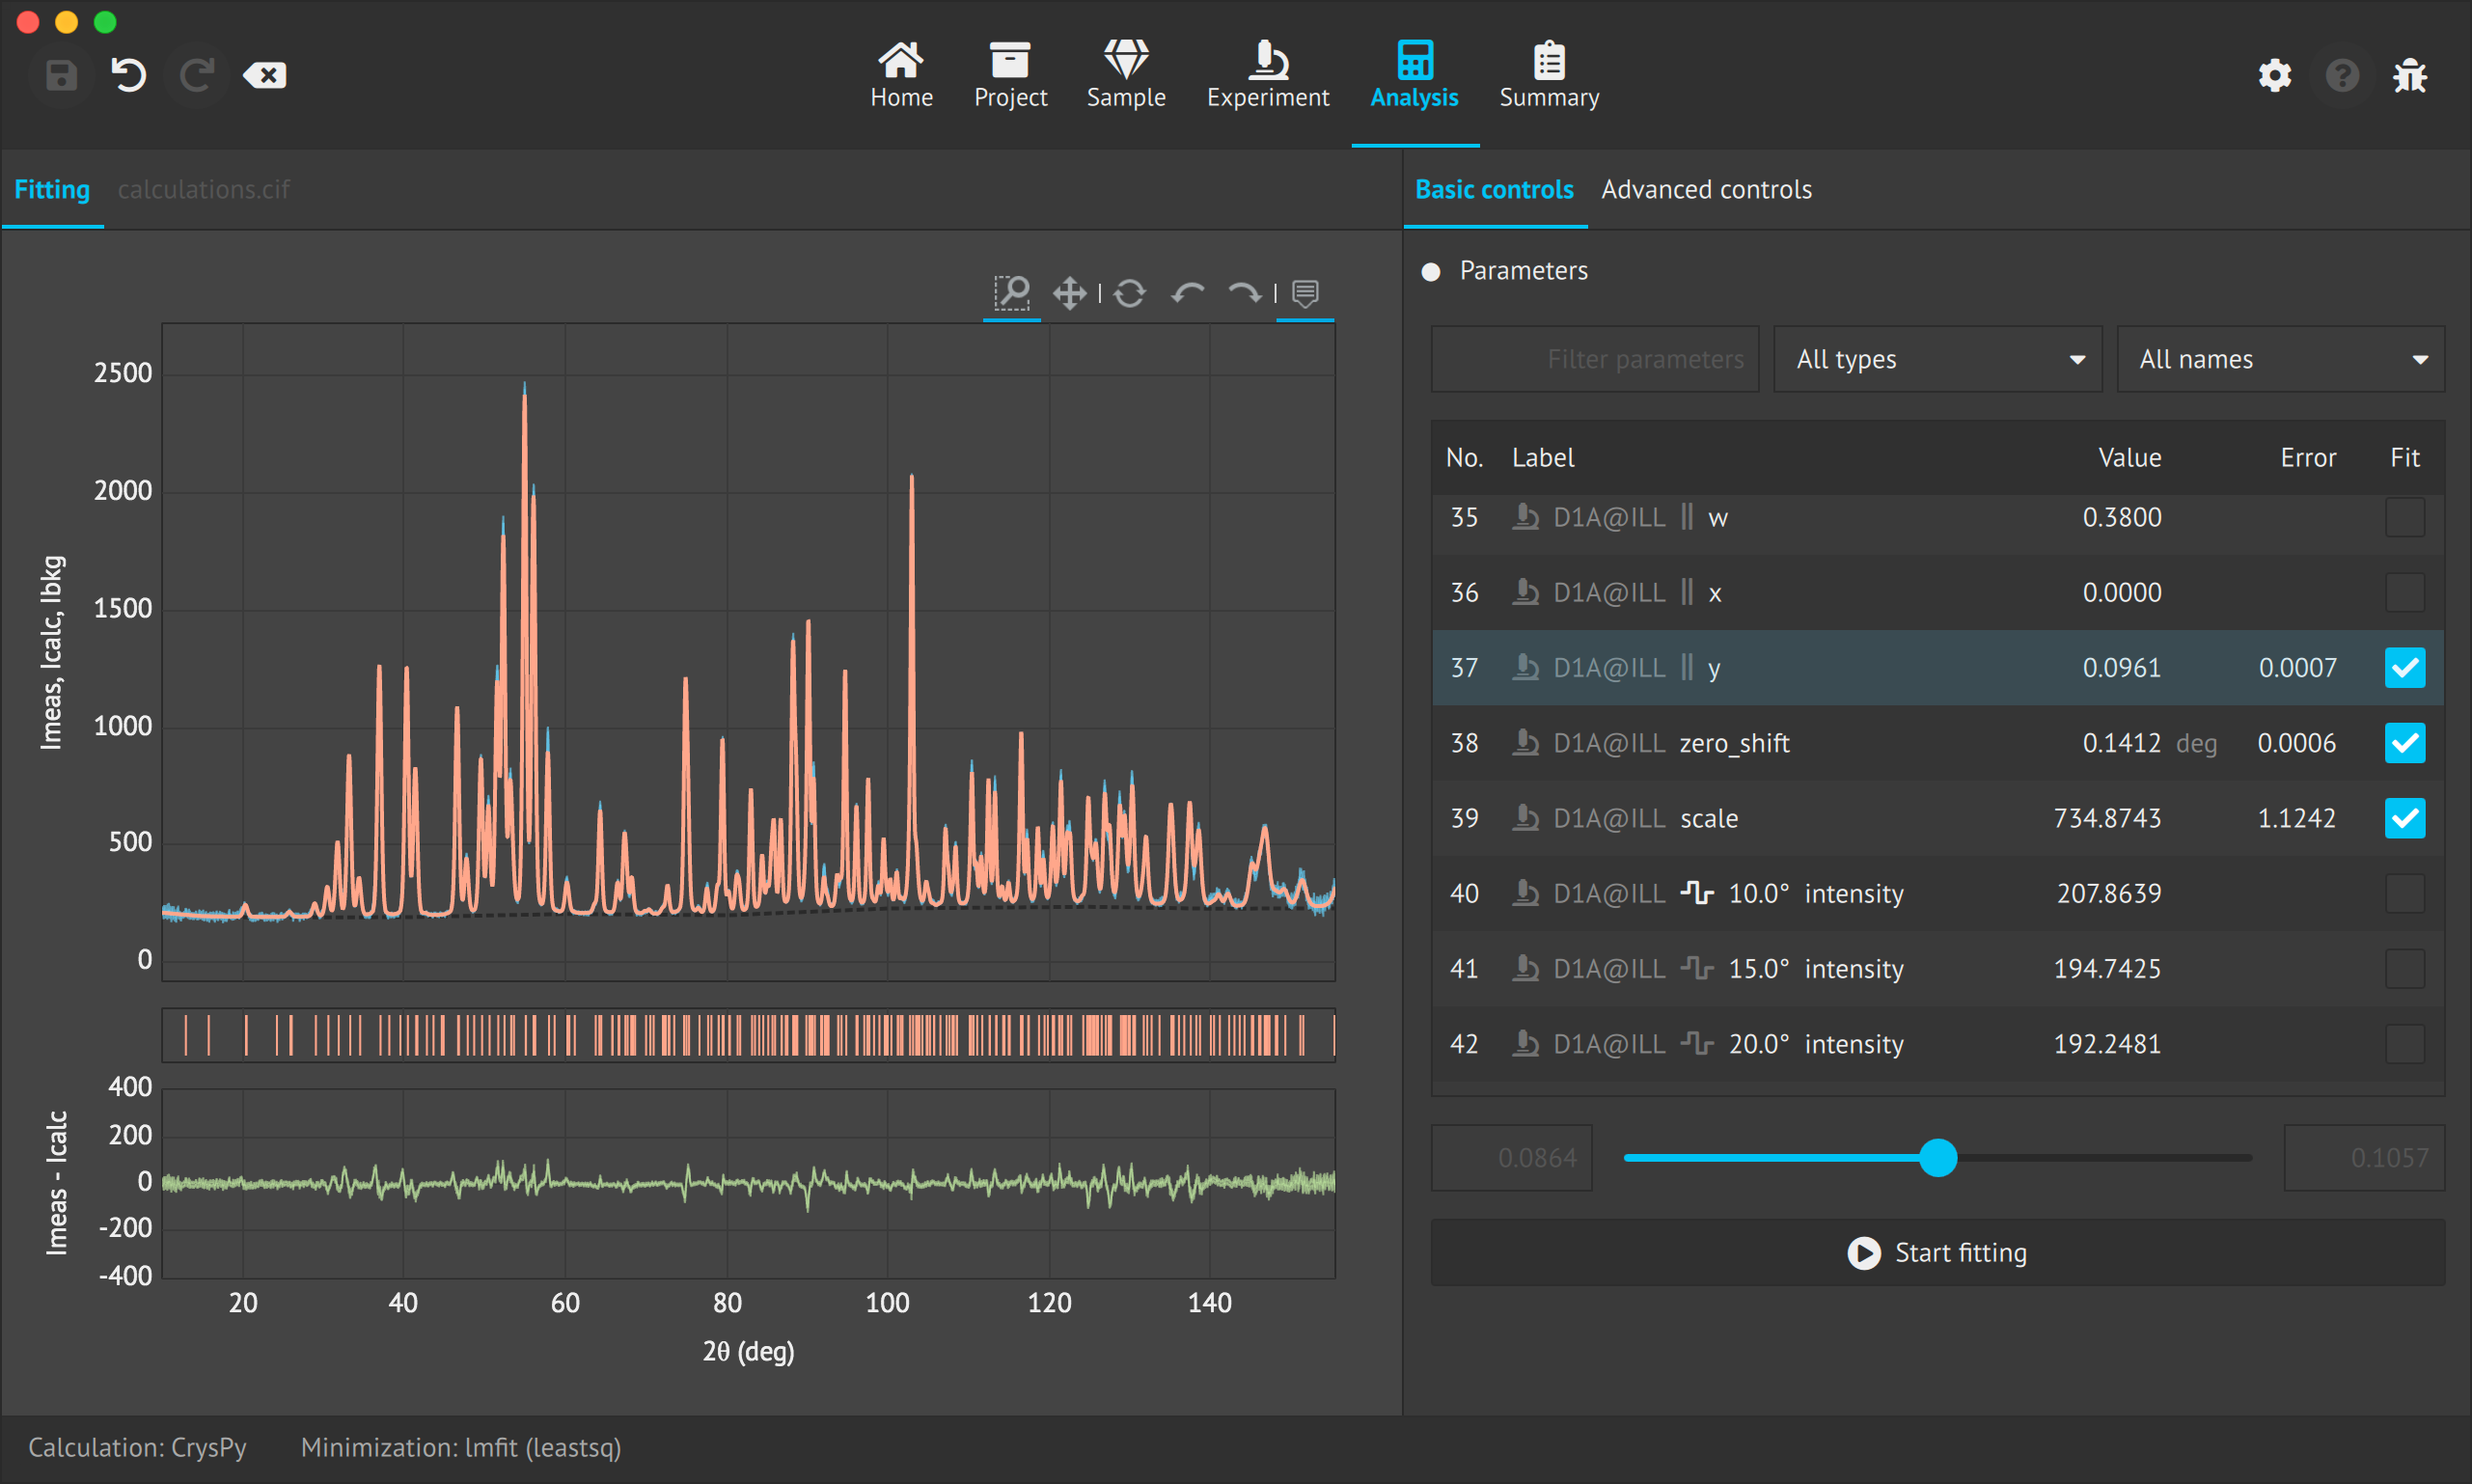 Home Project Sample Experiment Analysis Summary
Fitting calculations.cif
Basic controls Advanced controls
Parameters
Filter parameters All types All names
No. Label Value Error Fit
35 D1A@ILL w 0.3800
36 D1A@ILL x 0.0000
37 D1A@ILL y 0.0961 0.0007
38 D1A@ILL zero_shift 0.1412 deg 0.0006
39 D1A@ILL scale 734.8743 1.1242
40 D1A@ILL 10.0° intensity 207.8639
41 D1A@ILL 15.0° intensity 194.7425
42 D1A@ILL 20.0° intensity 192.2481
0.0864 0.1057
Start fitting
Imeas, Icalc, Ibkg
2500
2000
1500
1000
500
0
Imeas - Icalc
400
200
0
-200
-400
20 40 60 80 100 120 140
2θ (deg)
Calculation: CrysPy Minimization: lmfit (leastsq)